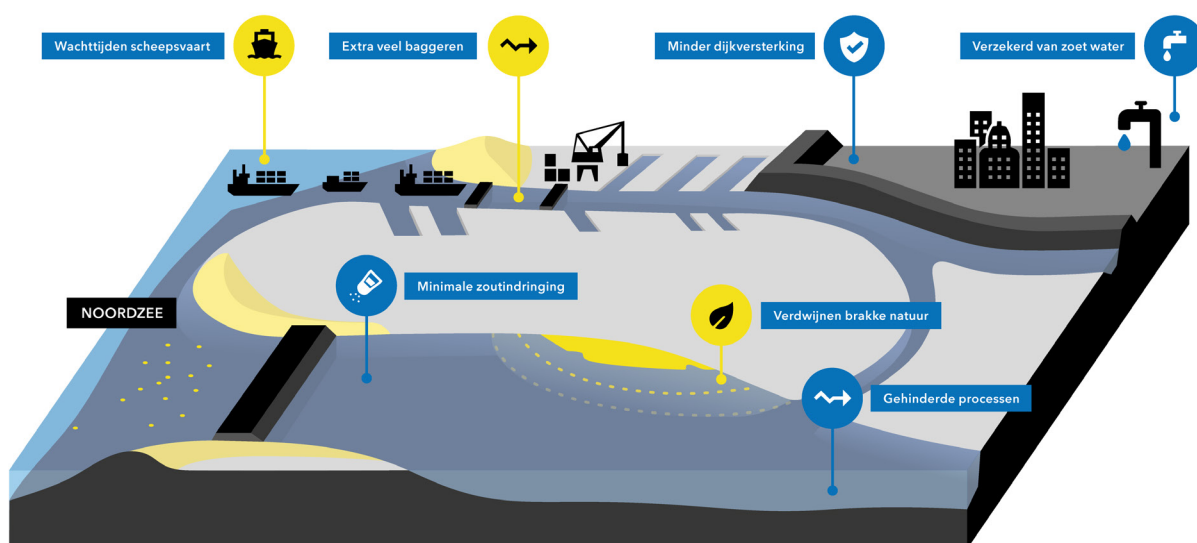 Wachttijden scheepsvaart
Extra veel baggeren
Minder dijkversterking
Verzekerd van zoet water
Minimale zoutindringing
NOORDZEE
Verdwijnen brakke natuur
Gehinderde processen